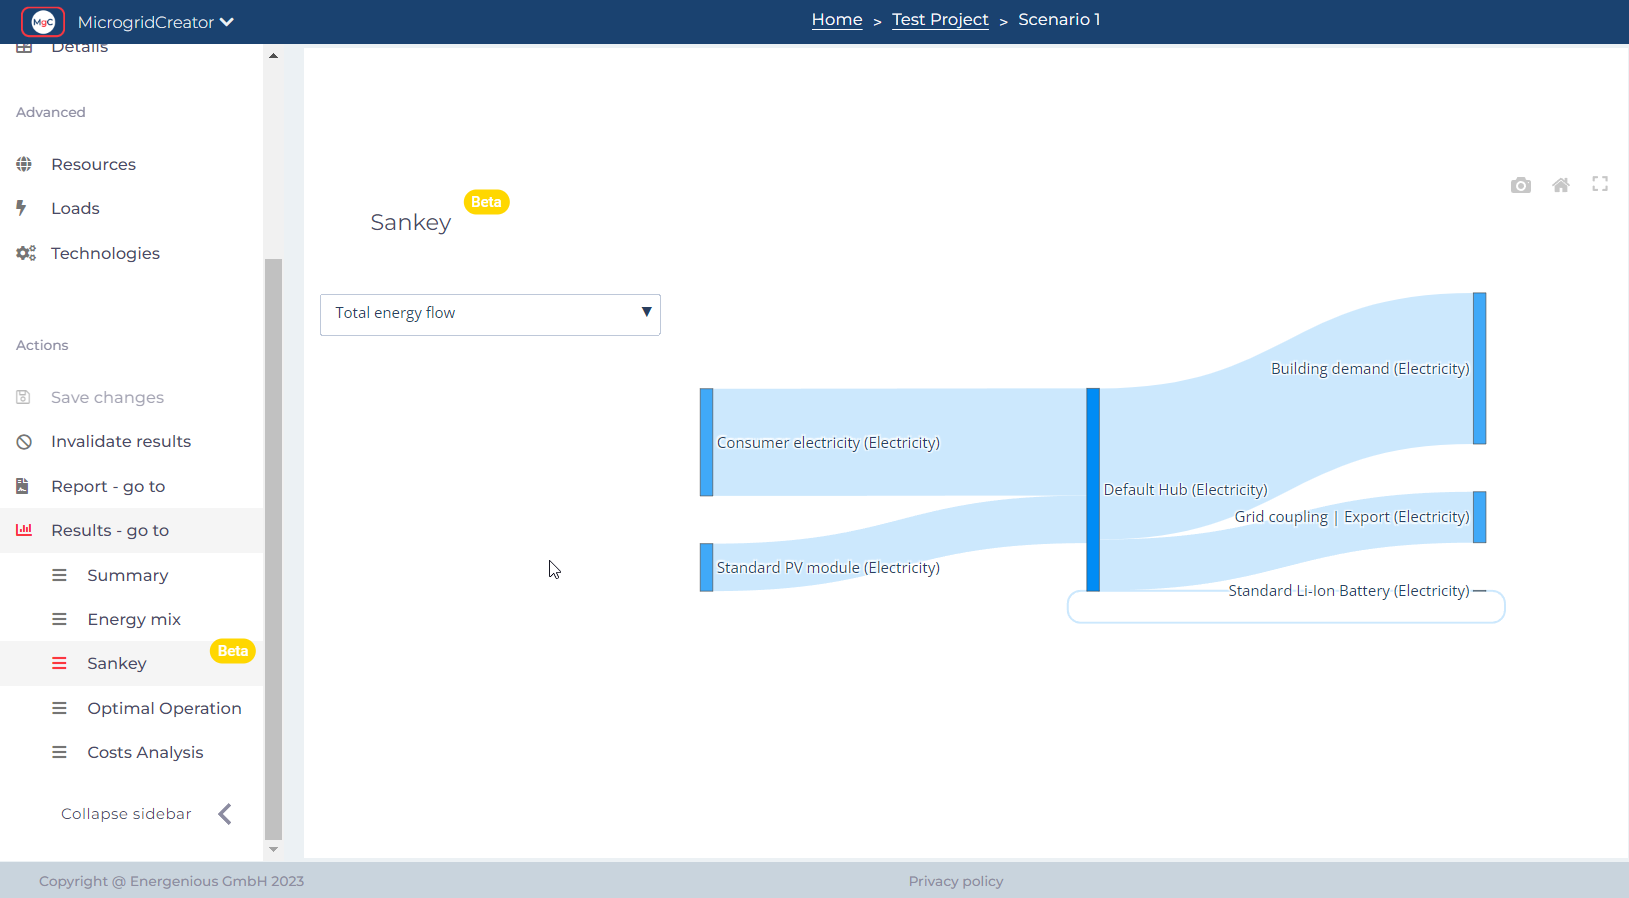 MgC MicrogridCreator
Home > Test Project > Scenario 1
Details
Advanced
Resources
Loads
Technologies
Actions
Save changes
Invalidate results
Report - go to
Results - go to
Summary
Energy mix
Sankey Beta
Optimal Operation
Costs Analysis
Collapse sidebar
Sankey Beta
Total energy flow
Building demand (Electricity)
Consumer electricity (Electricity)
Default Hub (Electricity)
Grid coupling | Export (Electricity)
Standard PV module (Electricity)
Standard Li-Ion Battery (Electricity)
Copyright @ Energenious GmbH 2023
Privacy policy